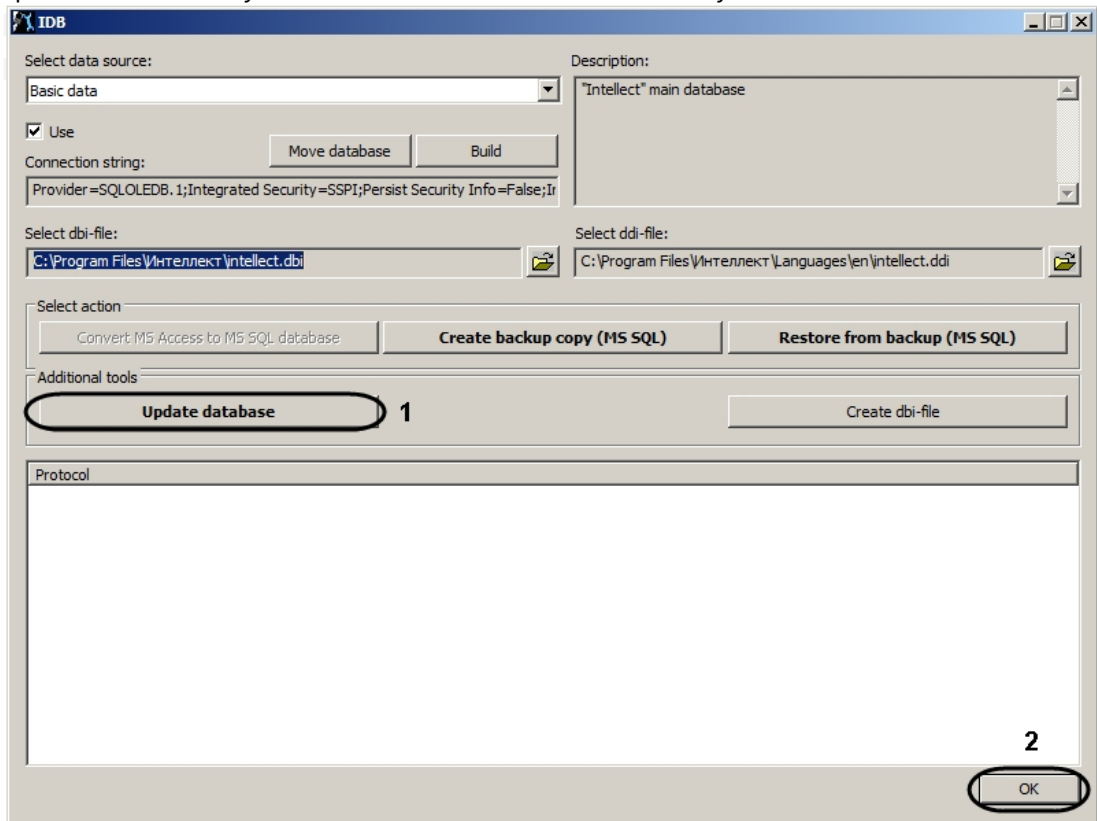 IDB
Select data source:
Description:
Basic data
"Intellect" main database
Use
Move database
Build
Connection string:
Provider=SQLOLEDB.1;Integrated Security=SSPI;Persist Security Info=False;Ir
Select dbi-file:
Select ddi-file:
C:\Program Files\Интеллект\intellect.dbi
C:\Program Files\Интеллект\Languages\en\intellect.ddi
Select action
Convert MS Access to MS SQL database
Create backup copy (MS SQL)
Restore from backup (MS SQL)
Additional tools
Update database
1
Create dbi-file
Protocol
2
OK